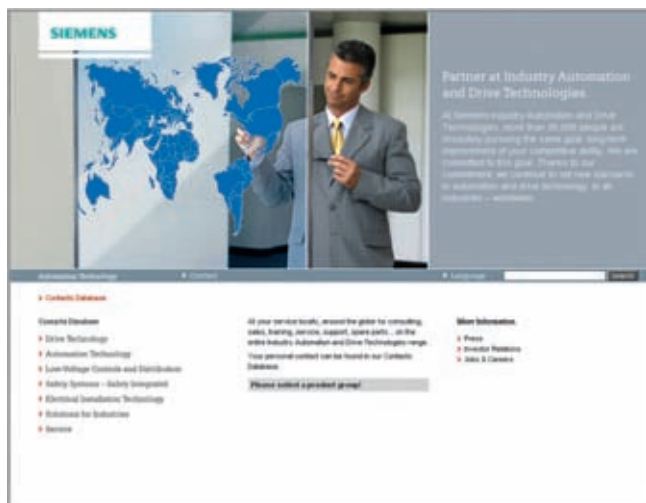 SIEMENS
Partner at Industry Automation
and Drive Technologies
At Siemens Industry Automation and Drive
Technologies, more than people are
resolutely pursuing the same goal: long-term
improvement of your competitive ability. We are
committed to this goal. Thanks to our
commitment, we continue to set new standards
in automation and drive technology. In all
industries – worldwide.
Automation Technology
Contact
Language
Contacts Database
Contacts Database
Drive Technology
Automation Technology
Low-Voltage Controls and Distribution
Safety Systems – Safety Integrated
Electrical Installation Technology
Solutions for Industries
Service
At your service locally, around the globe for consulting,
sales, training, service, support, spare parts... on the
entire Industry Automation and Drive Technologies range.
Your personal contact can be found in our Contacts
Database.
Please select a product group!
More Information
Press
Investor Relations
Jobs & Careers